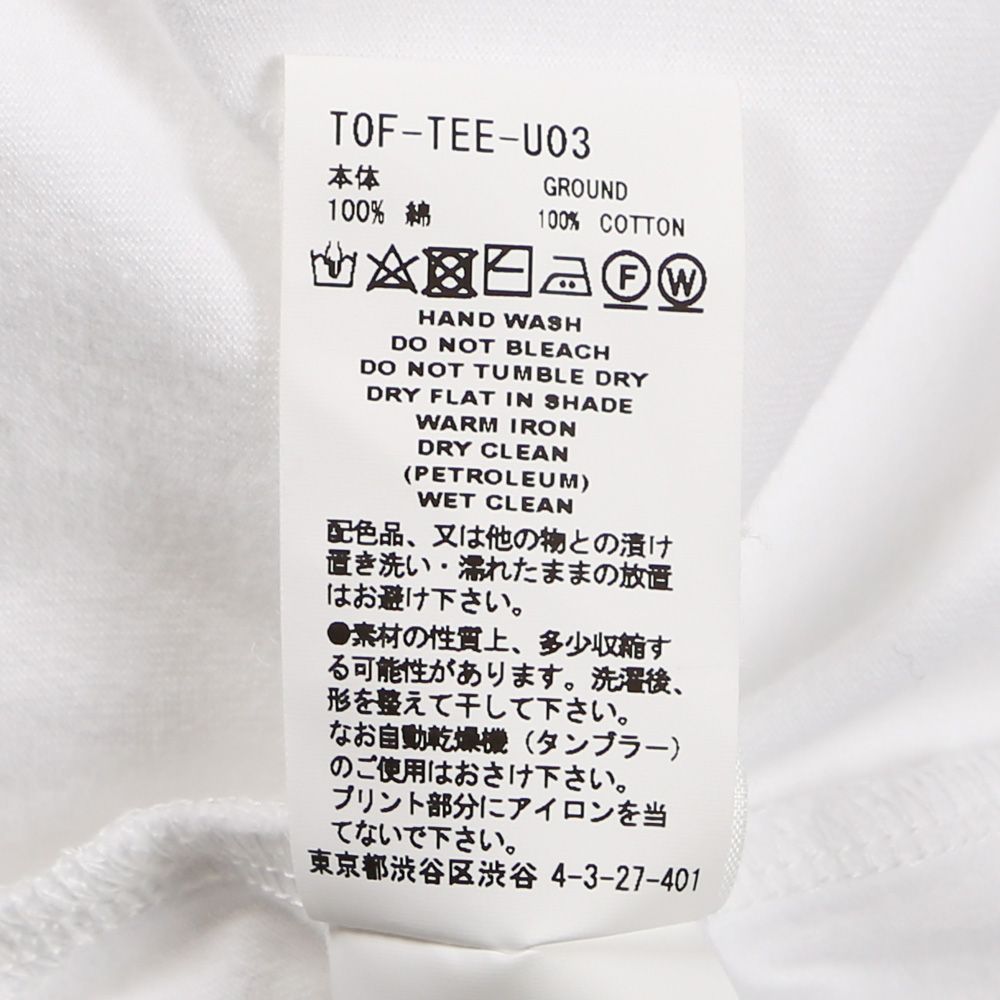 TOF-TEE-U03
本体 GROUND
100% 綿 100% COTTON
F W
HAND WASH
DO NOT BLEACH
DO NOT TUMBLE DRY
DRY FLAT IN SHADE
WARM IRON
DRY CLEAN
(PETROLEUM)
WET CLEAN
配色品、又は他の物との漬け
置き洗い・濡れたままの放置
はお避け下さい。
●素材の性質上、多少収縮す
る可能性があります。洗濯後、
形を整えて干して下さい。
なお自動乾燥機（タンブラー）
のご使用はおさけ下さい。
プリント部分にアイロンを当
てないで下さい。
東京都渋谷区渋谷 4-3-27-401